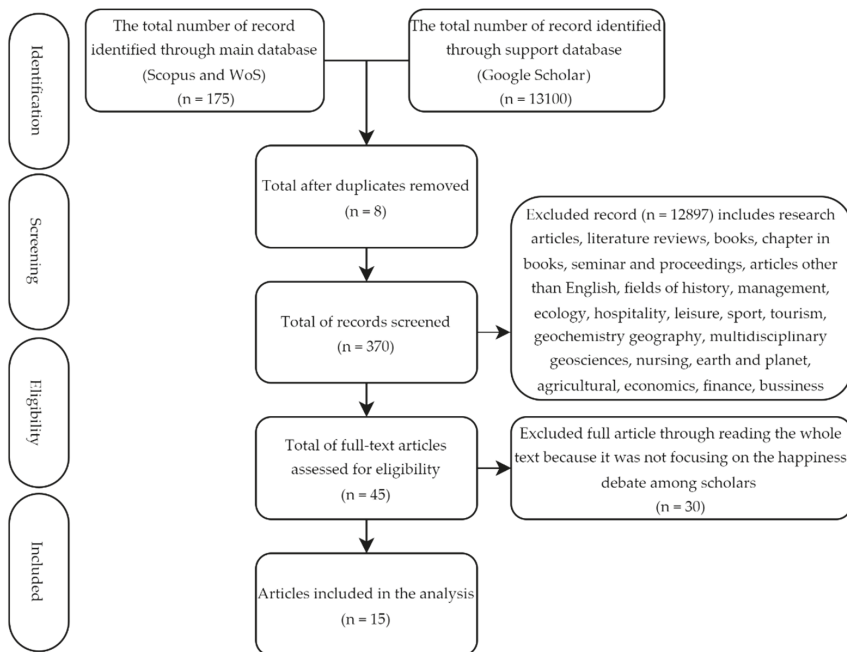 Identification
The total number of record
identified through main database
(Scopus and WoS)
(n = 175)
The total number of record identified
through support database
(Google Scholar)
(n = 13100)
Total after duplicates removed
(n = 8)
Screening
Total of records screened
(n = 370)
Excluded record (n = 12897) includes research
articles, literature reviews, books, chapter in
books, seminar and proceedings, articles other
than English, fields of history, management,
ecology, hospitality, leisure, sport, tourism,
geochemistry geography, multidisciplinary
geosciences, nursing, earth and planet,
agricultural, economics, finance, bussiness
Eligibility
Total of full-text articles
assessed for eligibility
(n = 45)
Excluded full article through reading the whole
text because it was not focusing on the happiness
debate among scholars
(n = 30)
Included
Articles included in the analysis
(n = 15)